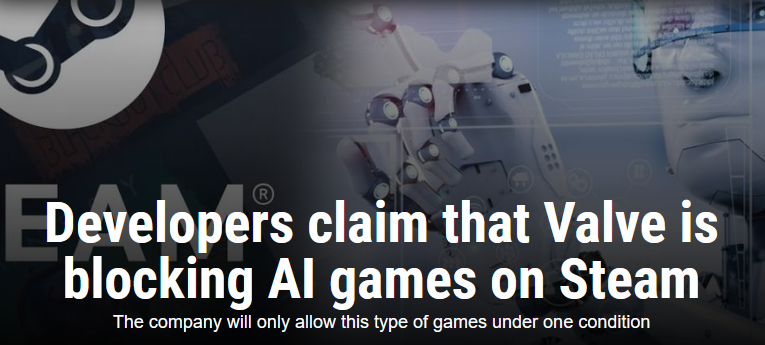 EAM®
Developers claim that Valve is
blocking AI games on Steam
The company will only allow this type of games under one condition